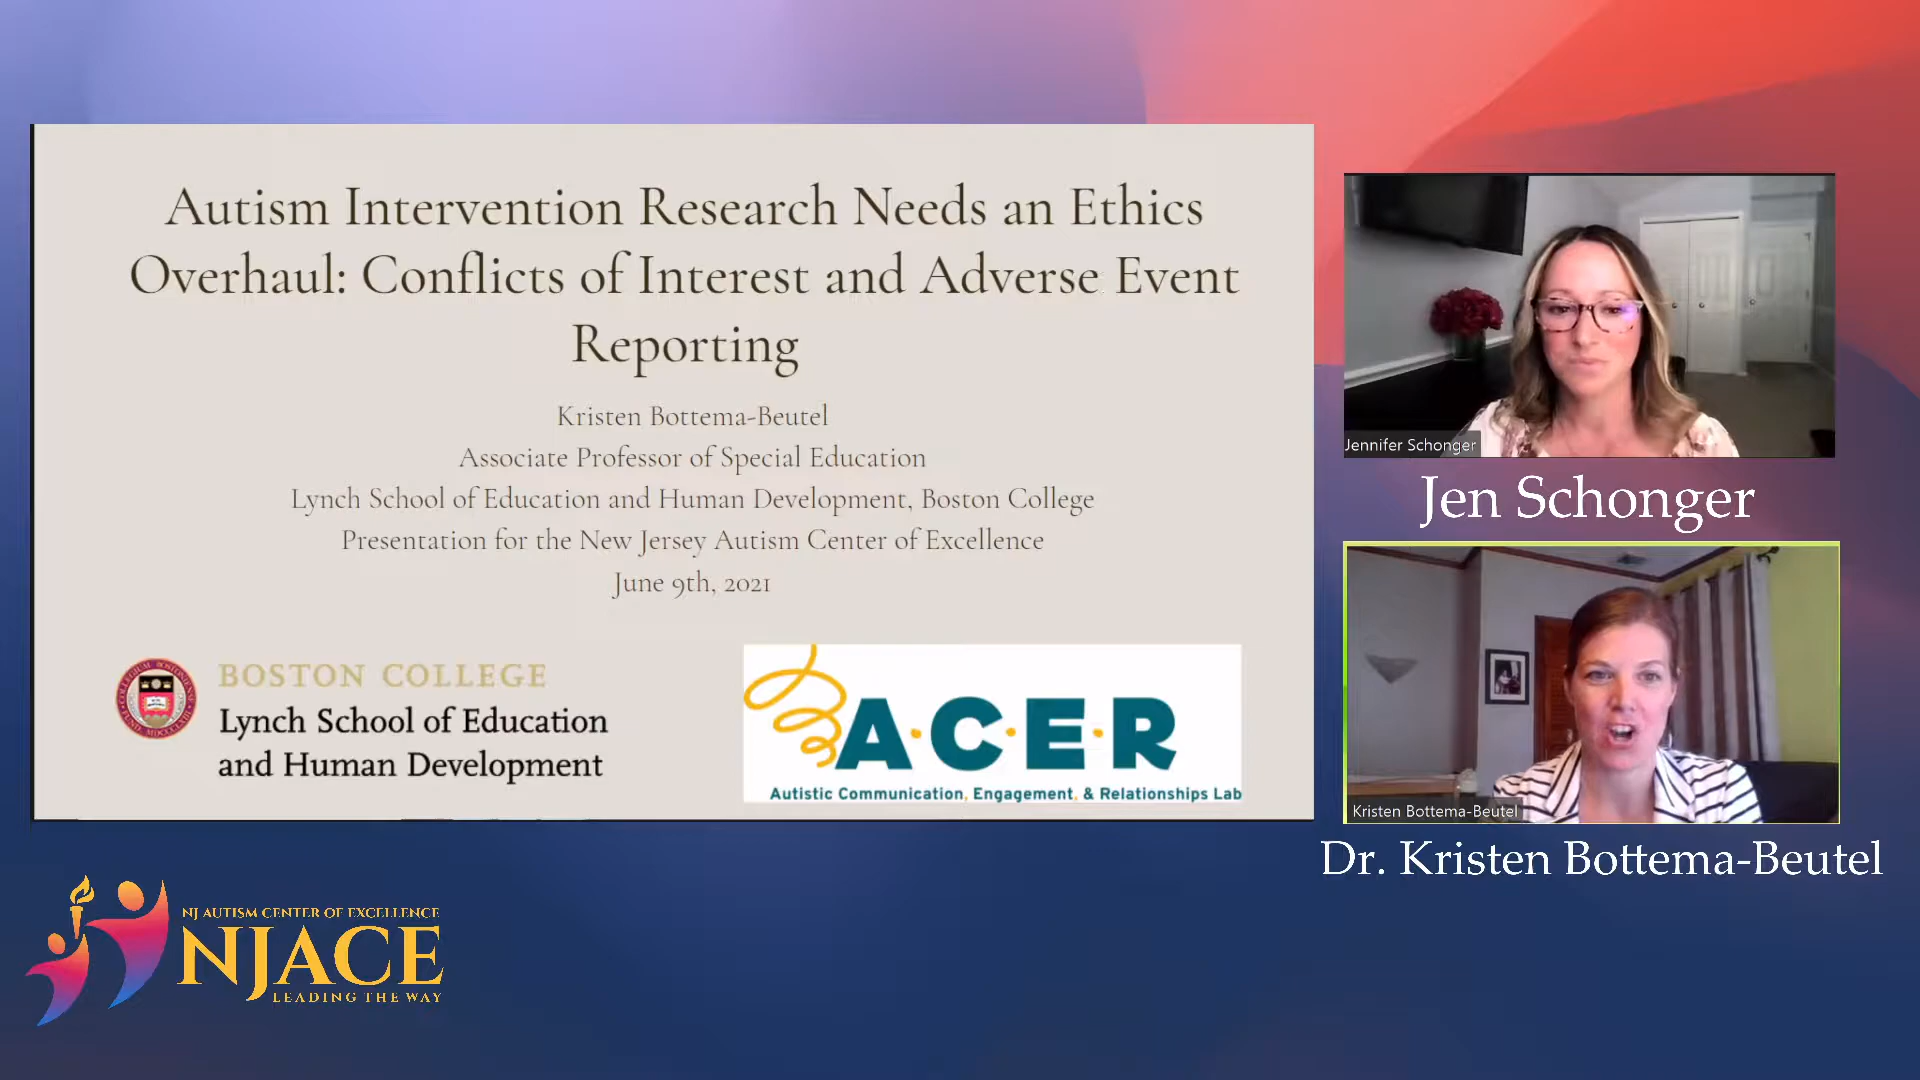 Autism Intervention Research Needs an Ethics
Overhaul: Conflicts of Interest and Adverse Event
Reporting
Kristen Bottema-Beutel
Associate Professor of Special Education
Lynch School of Education and Human Development, Boston College
Presentation for the New Jersey Autism Center of Excellence
June 9th, 2021
BOSTON COLLEGE
Lynch School of Education
and Human Development
A·C·E·R
Autistic Communication, Engagement, & Relationships Lab
Jennifer Schonger
Jen Schonger
Kristen Bottema-Beutel
Dr. Kristen Bottema-Beutel
NJ AUTISM CENTER OF EXCELLENCE
NJACE
LEADING THE WAY